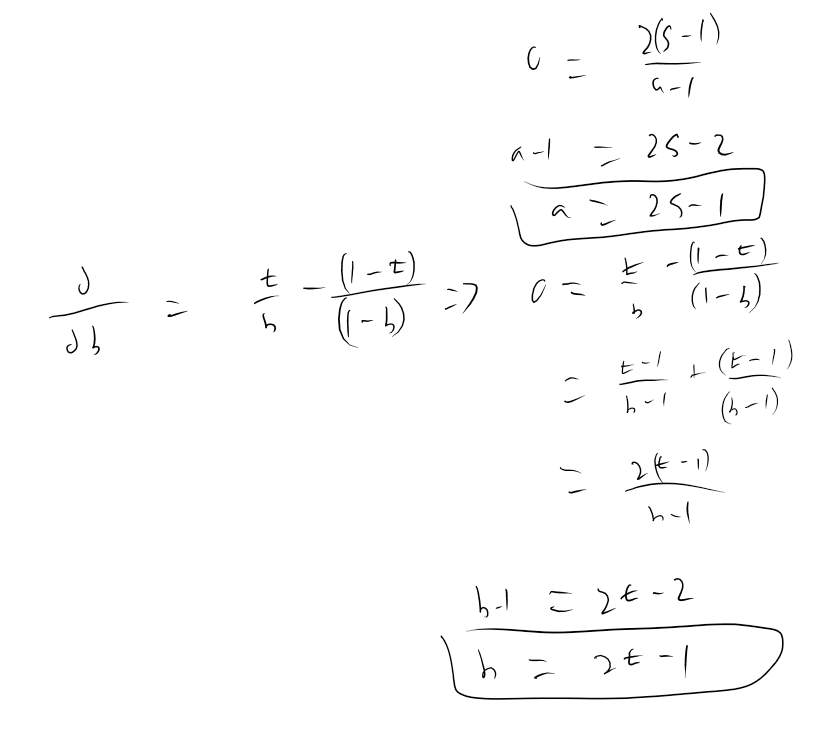 0 = 2(s-1)/a-1
a-1 = 2s-2
a = 2s-1
∂/∂b = t/b - (1-t)/(1-b) => 0 = t/b - (1-t)/(1-b)
= t-1/b-1 + (t-1)/(b-1)
= 2(t-1)/b-1
b-1 = 2t-2
b = 2t-1